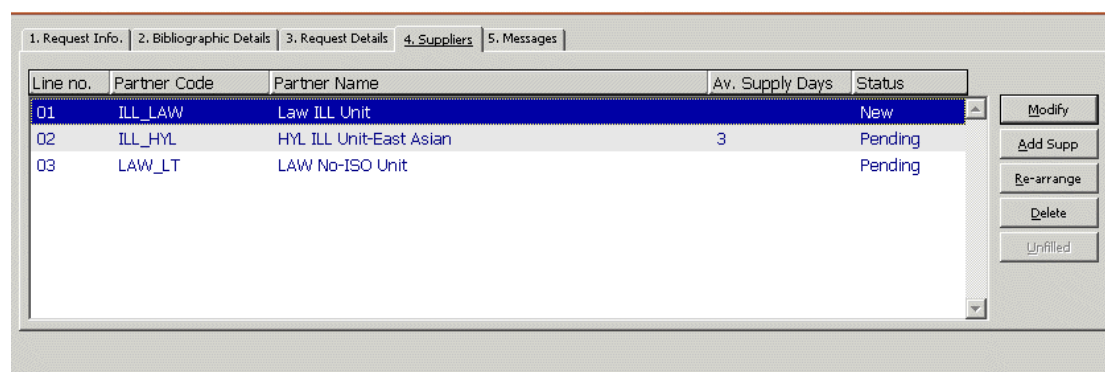 1. Request Info. 2. Bibliographic Details 3. Request Details 4. Suppliers 5. Messages
Line no. Partner Code Partner Name Av. Supply Days Status
01 ILL_LAW Law ILL Unit New
02 ILL_HYL HYL ILL Unit-East Asian 3 Pending
03 LAW_LT LAW No-ISO Unit Pending
Modify
Add Supp
Re-arrange
Delete
Unfilled